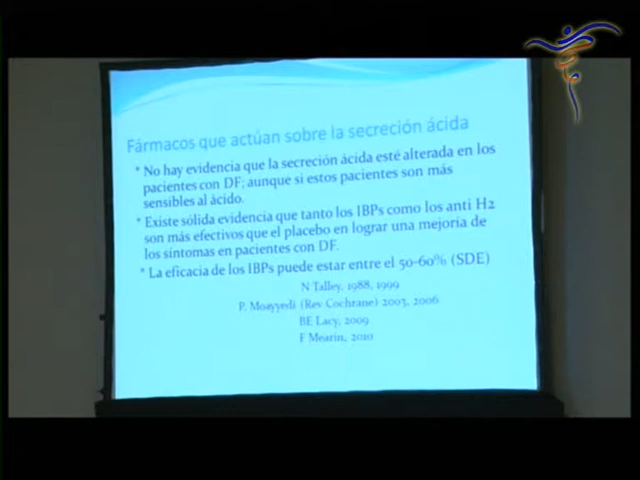 Fármacos que actúan sobre la secreción ácida
* No hay evidencia que la secreción ácida esté alterada en los
pacientes con DF; aunque si estos pacientes son más
sensibles al ácido.
* Existe sólida evidencia que tanto los IBPs como los anti H2
son más efectivos que el placebo en lograr una mejoría de
los síntomas en pacientes con DF.
* La eficacia de los IBPs puede estar entre el 50-60% (SDE)
N Talley, 1988, 1999
P. Moayyedi (Rev Cochrane) 2003, 2006
BE Lacy, 2009
F Mearin, 2010